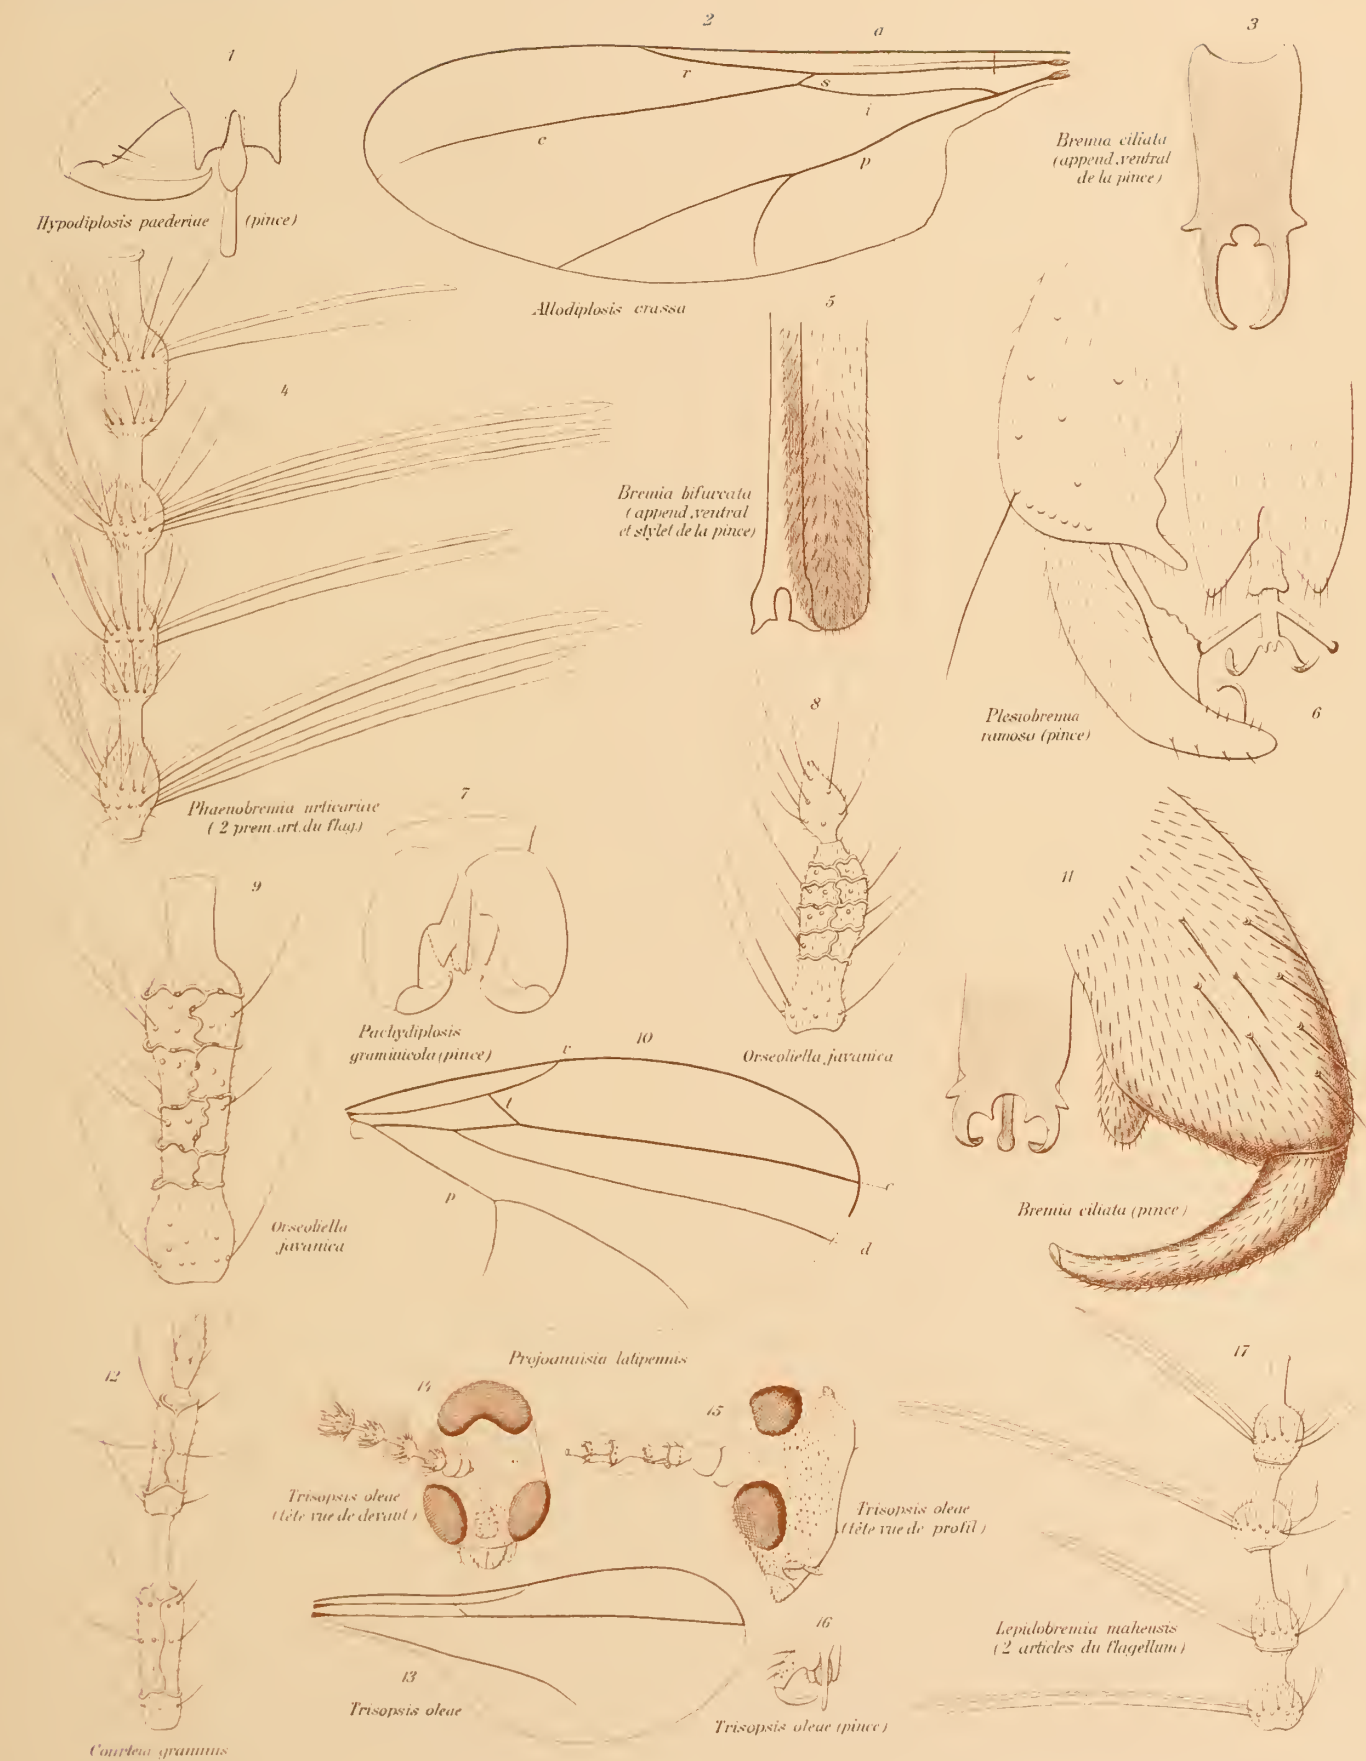 1
2
a
3
r
s
i
c
p
Bremia ciliata
(append. ventral
de la pince)
Hypodiplosis paederiae (pince)
Allodiplosis crassa
5
4
Bremia bifurcata
(append. ventral
et stylet de la pince)
Plesiobremia
ramosa (pince)
6
8
Phaenobremia urticariae
(2 prem. art. du flag.)
7
9
11
Pachydiplosis
graminicola (pince)
10
Orseoliella javanica
r
p
c
d
Orseoliella
javanica
Bremia ciliata (pince)
12
Projoannisia latipennis
17
14
15
Trisopsis oleae
(tête vue de devant)
Trisopsis oleae
(tête vue de profil)
16
Lepidobremia mahensis
(2 articles du flagellum)
13
Trisopsis oleae
Trisopsis oleae (pince)
graminis